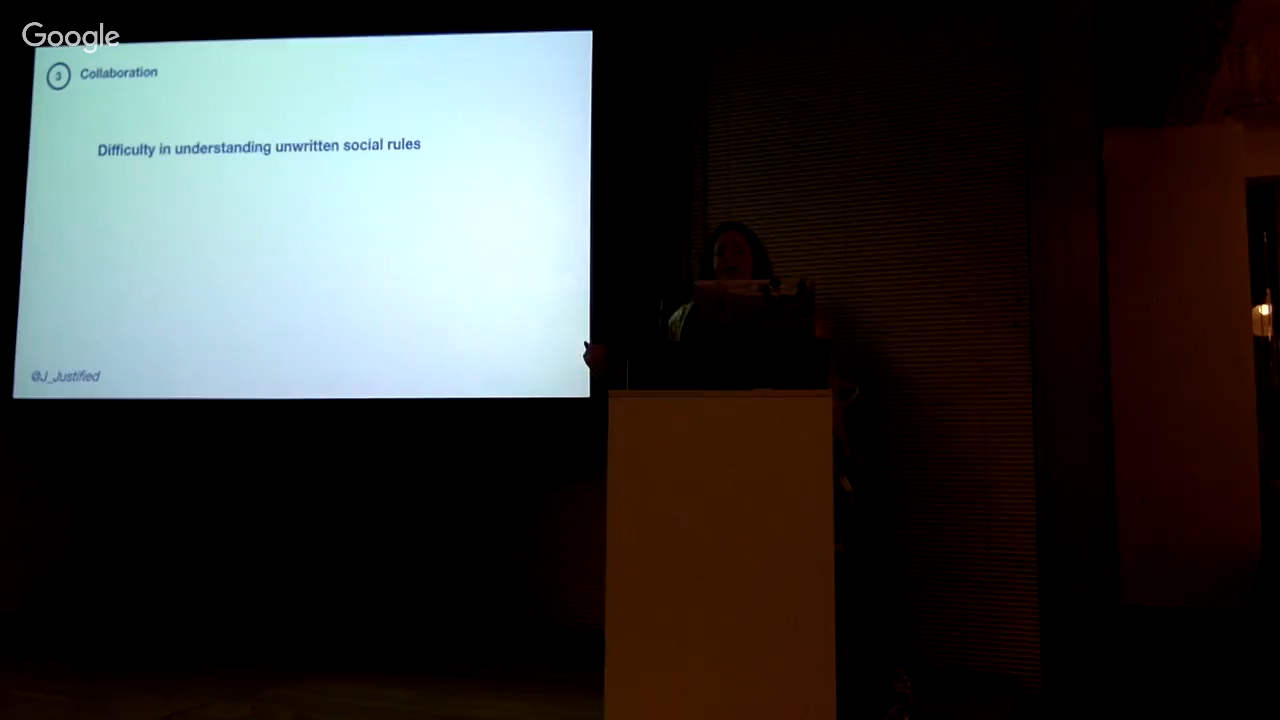 Google
3 Collaboration
Difficulty in understanding unwritten social rules
@J_Justified